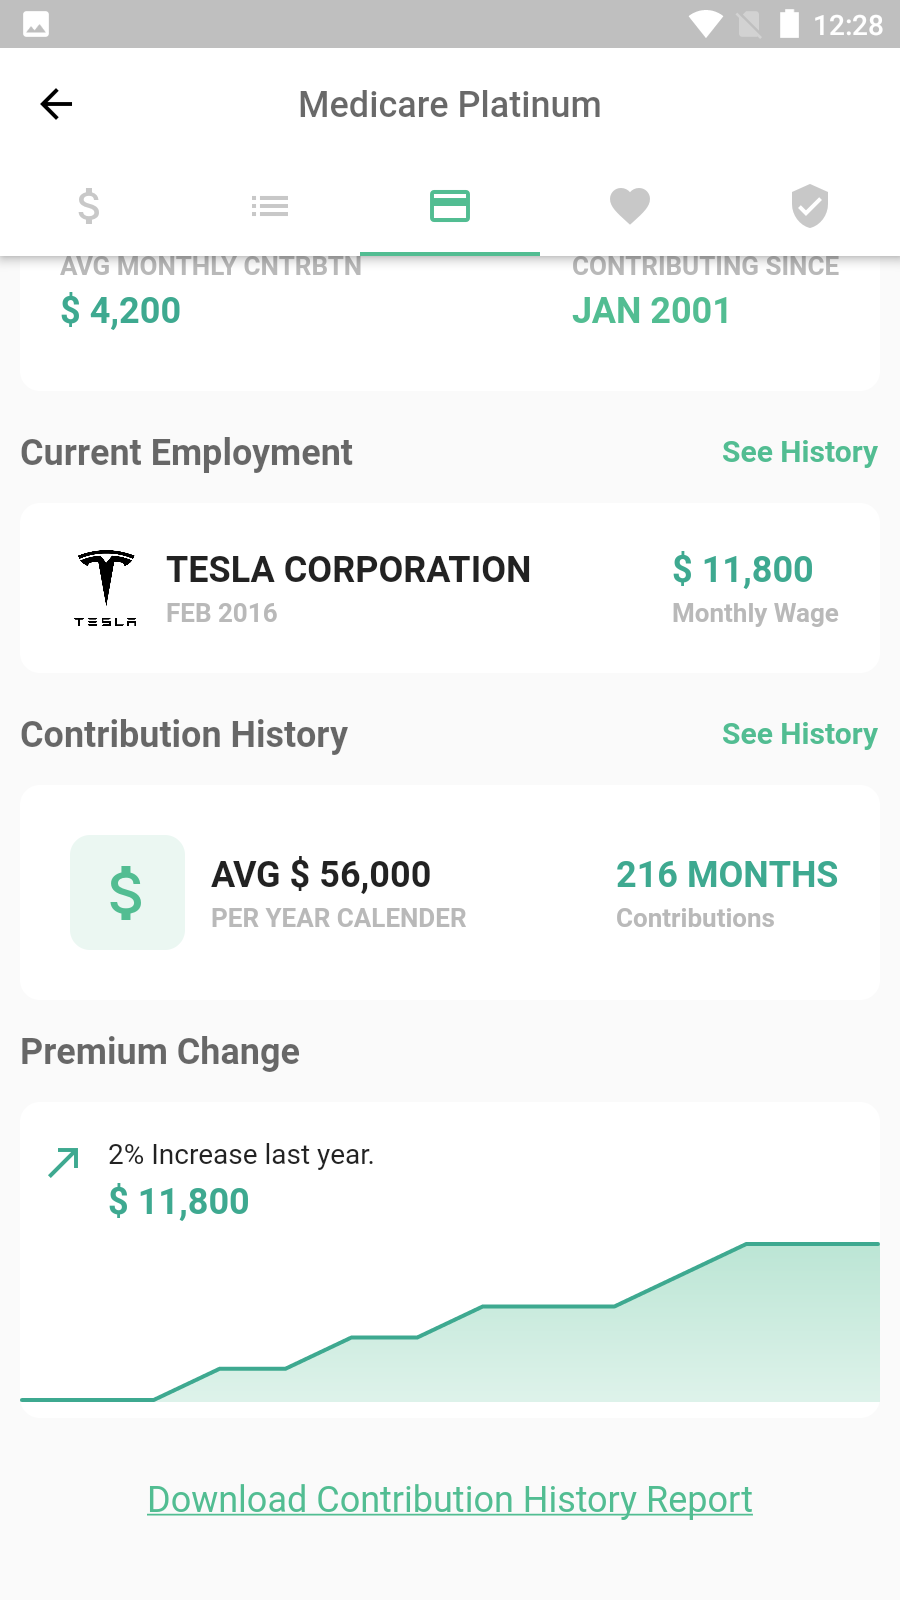 12:28
Medicare Platinum
AVG MONTHLY CNTRBTN
CONTRIBUTING SINCE
$ 4,200
JAN 2001
Current Employment
See History
TESLA CORPORATION
$ 11,800
FEB 2016
Monthly Wage
TESLA
Contribution History
See History
$
AVG $ 56,000
216 MONTHS
PER YEAR CALENDER
Contributions
Premium Change
2% Increase last year.
$ 11,800
Download Contribution History Report